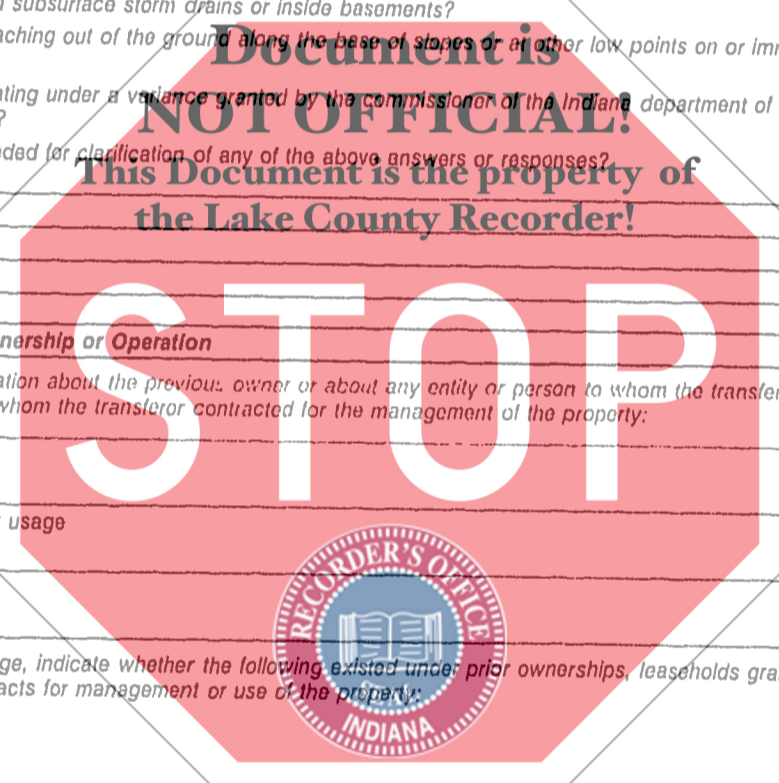 subsurface storm drains or inside basements?
Document is
aching out of the ground along the base of slopes or at other low points on or imm
ating under a variance granted by the commissioner of the Indiana department of
?
NOT OFFICIAL!
ded for clarification of any of the above answers or responses?
This Document is the property of
the Lake County Recorder!
STOP
nership or Operation
ation about the previous owner or about any entity or person to whom the transfer
whom the transferor contracted for the management of the property:
usage
RECORDER'S OFFICE
ge, indicate whether the following existed under prior ownerships, leaseholds gra
acts for management or use of the property:
SEAL
INDIANA